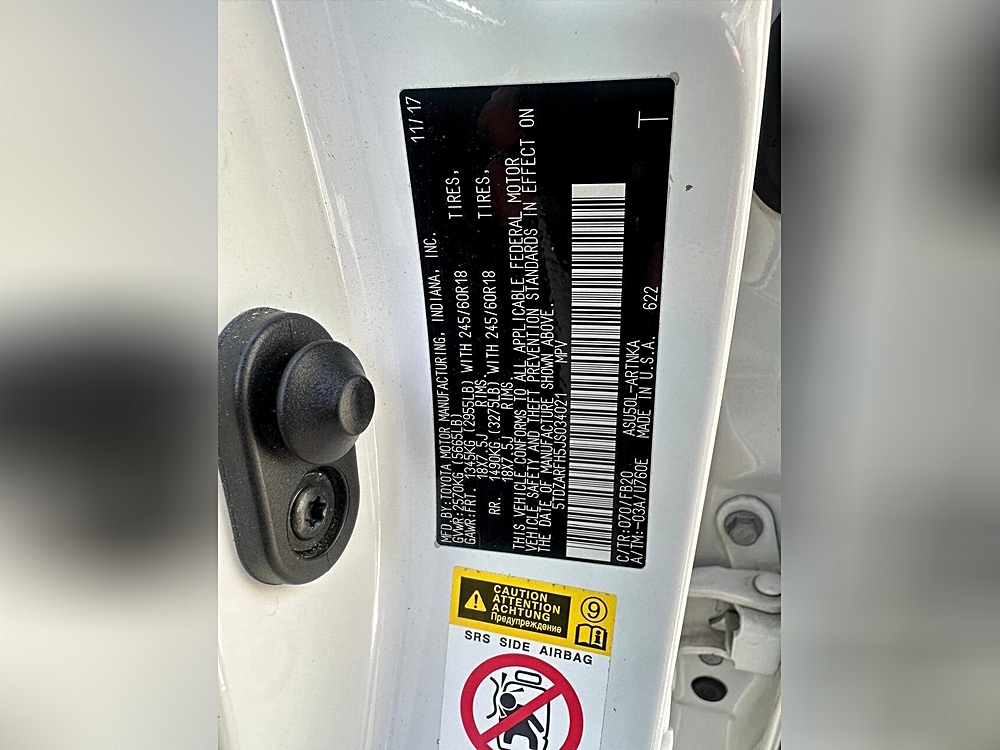 MFD.BY:TOYOTA MOTOR MANUFACTURING, INDIANA, INC. 11/17
GVWR:2570KG (5665LB)
GAWR:FRT. 1345KG (2955LB) WITH 245/60R18 TIRES,
18X7.5J RIMS,
RR. 1490KG (3275LB) WITH 245/60R18 TIRES,
18X7.5J RIMS
THIS VEHICLE CONFORMS TO ALL APPLICABLE FEDERAL MOTOR
VEHICLE SAFETY AND THEFT PREVENTION STANDARDS IN EFFECT ON
THE DATE OF MANUFACTURE SHOWN ABOVE.
5TDZARFH5JS034021 MPV
C/TR:070/FB20 ASU50L-ARTNKA 622
A/TM:-03A/U760E MADE IN U.S.A.
T
CAUTION
ATTENTION
ACHTUNG
Предупреждение
9
SRS SIDE AIRBAG